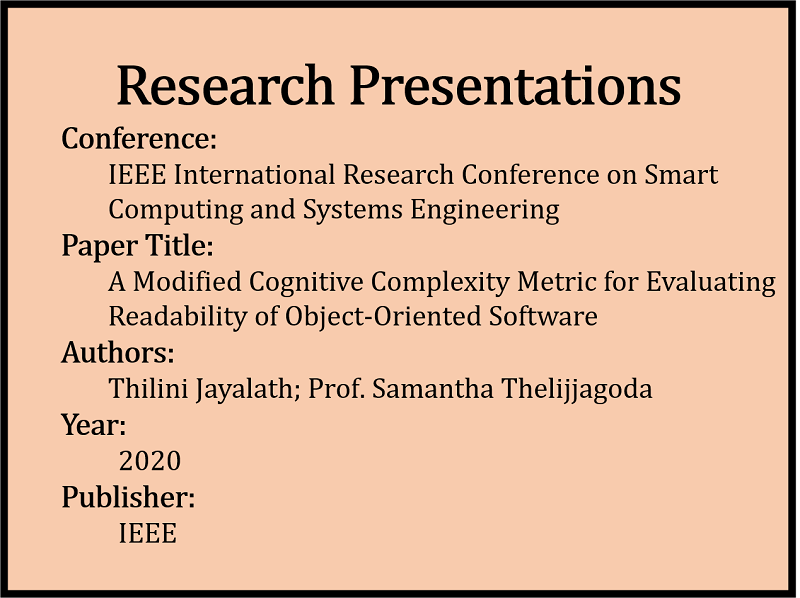 Research Presentations
Conference:
IEEE International Research Conference on Smart
Computing and Systems Engineering
Paper Title:
A Modified Cognitive Complexity Metric for Evaluating
Readability of Object-Oriented Software
Authors:
Thilini Jayalath; Prof. Samantha Thelijjagoda
Year:
2020
Publisher:
IEEE